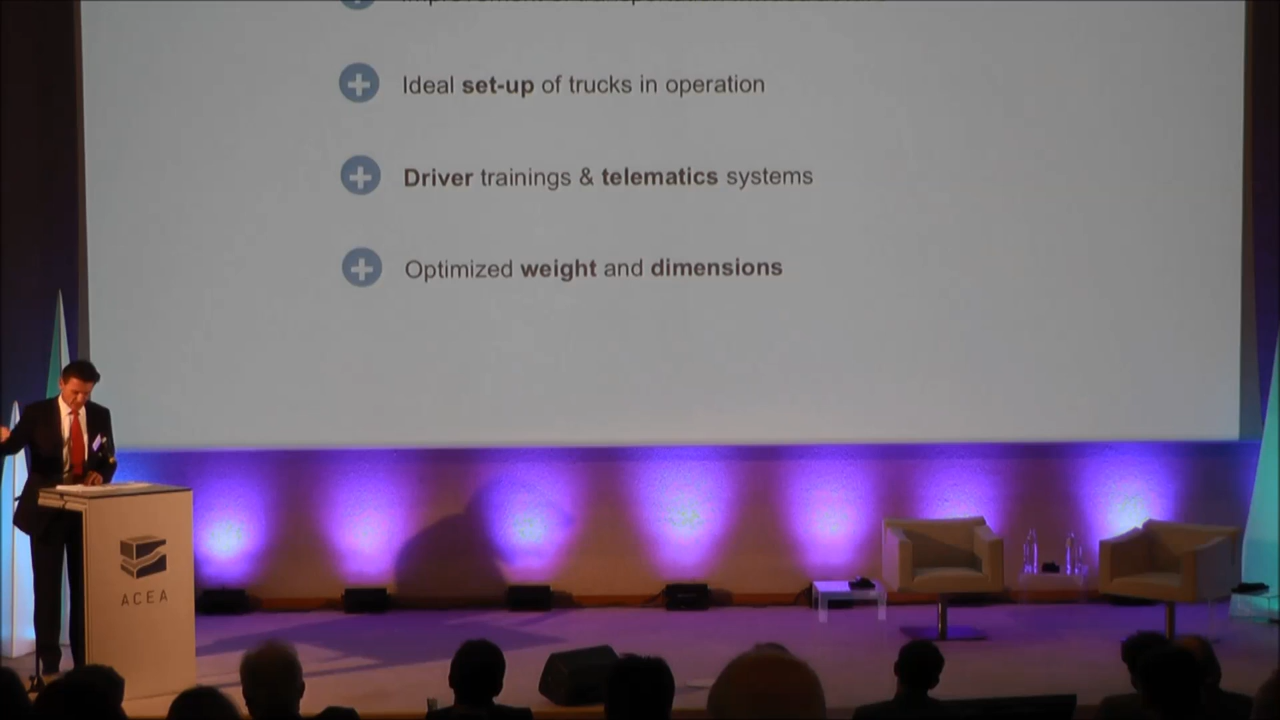 Ideal set-up of trucks in operation
Driver trainings & telematics systems
Optimized weight and dimensions
ACEA